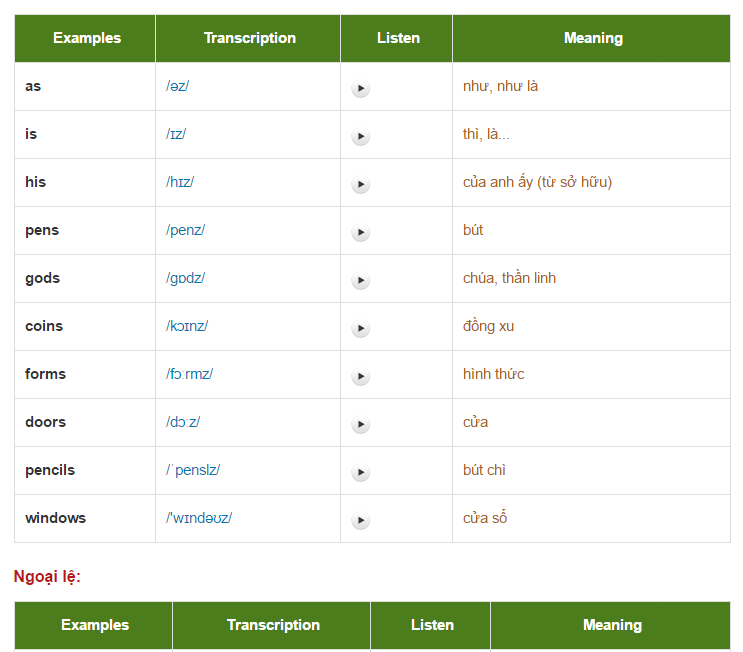 Examples Transcription Listen Meaning
as /əz/ như, như là
is /ɪz/ thì, là...
his /hɪz/ của anh ấy (từ sở hữu)
pens /penz/ bút
gods /gɒdz/ chúa, thần linh
coins /kɔɪnz/ đồng xu
forms /fɔːrmz/ hình thức
doors /dɔːz/ cửa
pencils /ˈpenslz/ bút chì
windows /'wɪndəʊz/ cửa sổ
Ngoại lệ:
Examples Transcription Listen Meaning